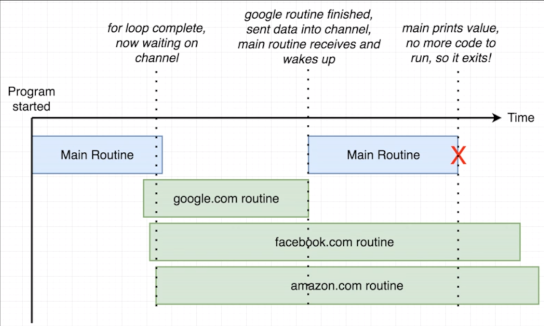 for loop complete,
now waiting on
channel
google routine finished,
sent data into channel,
main routine receives and
wakes up
main prints value,
no more code to
run, so it exits!
Program
started
Time
Main Routine
Main Routine
X
google.com routine
facebook.com routine
amazon.com routine